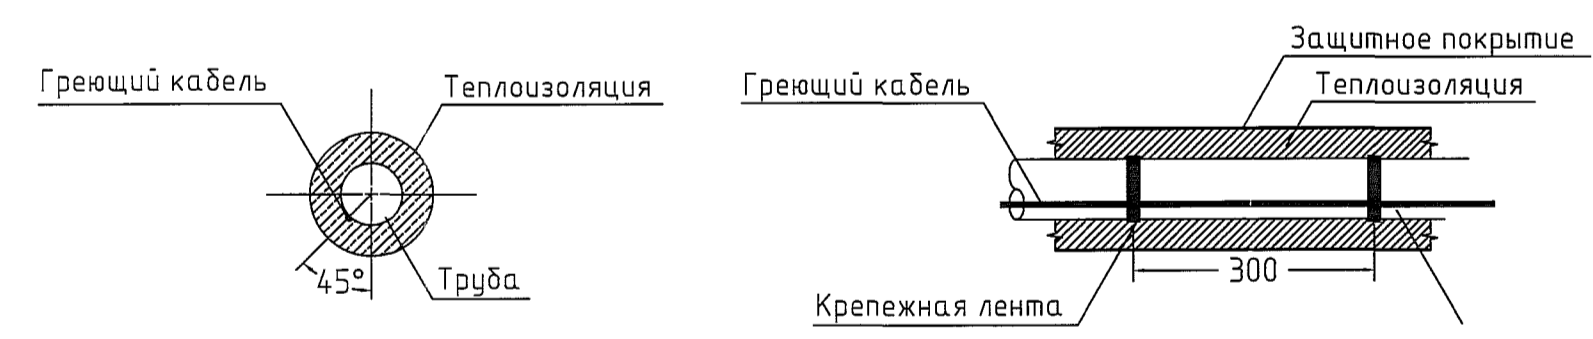 Греющий кабель
Теплоизоляция
45°
Труба
Защитное покрытие
Греющий кабель
Теплоизоляция
300
Крепежная лента